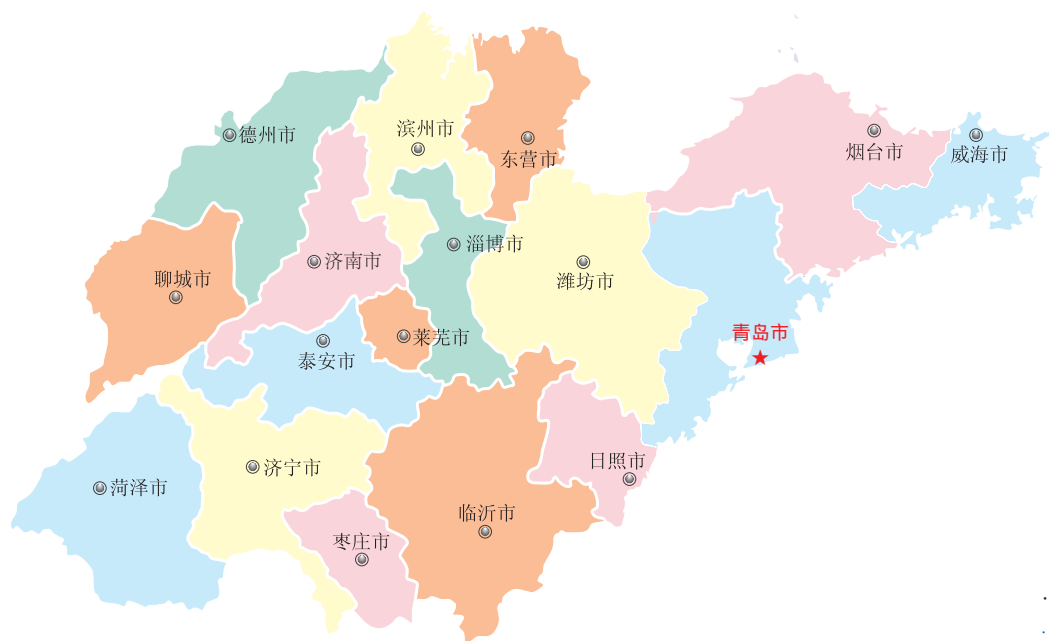 德州市
滨州市
东营市
烟台市
威海市
淄博市
济南市
聊城市
潍坊市
青岛市
莱芜市
泰安市
日照市
济宁市
菏泽市
临沂市
枣庄市